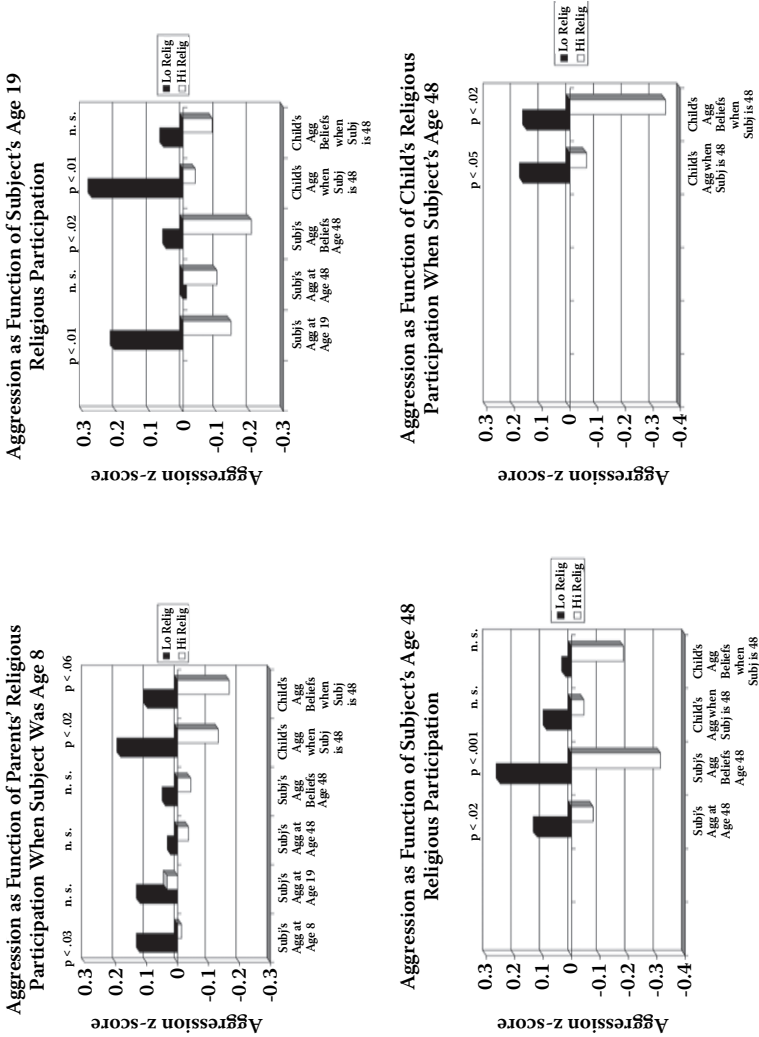 Aggression as Function of Parents' Religious
Participation When Subject Was Age 8
p < .03
n. s.
n. s.
n. s.
p < .02
p < .06
0.3
0.2
0.1
0
-0.1
-0.2
-0.3
Aggression z-score
Subj's
Agg at
Age 8
Subj's
Agg at
Age 19
Subj's
Agg at
Age 48
Subj's
Agg
Beliefs
Age 48
Child's
Agg
when
Subj
is 48
Child's
Agg
Beliefs
when
Subj
is 48
Lo Relig
Hi Relig
Aggression as Function of Subject's Age 19
Religious Participation
p < .01
n. s.
p < .02
p < .01
n. s.
0.3
0.2
0.1
0
-0.1
-0.2
-0.3
Aggression z-score
Subj's
Agg at
Age 19
Subj's
Agg at
Age 48
Subj's
Agg
Beliefs
Age 48
Child's
Agg
when
Subj
is 48
Child's
Agg
Beliefs
when
Subj
is 48
Lo Relig
Hi Relig
Aggression as Function of Subject's Age 48
Religious Participation
p < .02
p < .001
n. s.
n. s.
0.3
0.2
0.1
0
-0.1
-0.2
-0.3
-0.4
Aggression z-score
Subj's
Agg at
Age 48
Subj's
Agg
Beliefs
Age 48
Child's
Agg when
Subj is 48
Child's
Agg
Beliefs
when
Subj is 48
Lo Relig
Hi Relig
Aggression as Function of Child's Religious
Participation When Subject's Age 48
p < .05
p < .02
0.3
0.2
0.1
0
-0.1
-0.2
-0.3
-0.4
Aggression z-score
Child's
Agg when
Subj is 48
Child's
Agg
Beliefs
when
Subj is 48
Lo Relig
Hi Relig